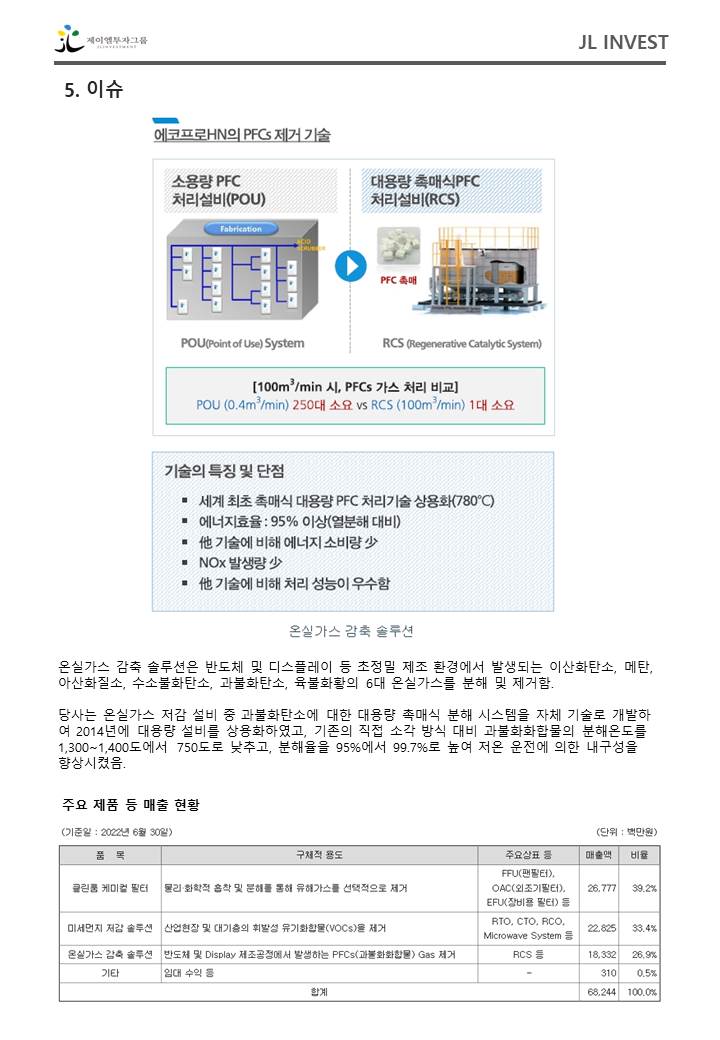 제이엘투자그룹
JLINVESTMENT
JL INVEST
5. 이슈
에코프로HN의 PFCs 제거 기술
소용량 PFC
처리설비(POU)
대용량 촉매식PFC
처리설비(RCS)
Fabrication
ACID
SCRUBBER
PFC 촉매
POU(Point of Use) System
RCS (Regenerative Catalytic System)
[100m³/min 시, PFCs 가스 처리 비교]
POU (0.4m³/min) 250대 소요 vs RCS (100m³/min) 1대 소요
기술의 특징 및 단점
▪ 세계 최초 촉매식 대용량 PFC 처리기술 상용화(780℃)
▪ 에너지효율 : 95% 이상(열분해 대비)
▪ 他 기술에 비해 에너지 소비량 少
▪ NOx 발생량 少
▪ 他 기술에 비해 처리 성능이 우수함
온실가스 감축 솔루션
온실가스 감축 솔루션은 반도체 및 디스플레이 등 초정밀 제조 환경에서 발생되는 이산화탄소, 메탄,
아산화질소, 수소불화탄소, 과불화탄소, 육불화황의 6대 온실가스를 분해 및 제거함.
당사는 온실가스 저감 설비 중 과불화탄소에 대한 대용량 촉매식 분해 시스템을 자체 기술로 개발하
여 2014년에 대용량 설비를 상용화하였고, 기존의 직접 소각 방식 대비 과불화화합물의 분해온도를
1,300~1,400도에서 750도로 낮추고, 분해율을 95%에서 99.7%로 높여 저온 운전에 의한 내구성을
향상시켰음.
주요 제품 등 매출 현황
(기준일 : 2022년 6월 30일) (단위 : 백만원)
품 목 구체적 용도 주요상표 등 매출액 비율
클린룸 케미컬 필터 물리·화학적 흡착 및 분해를 통해 유해가스를 선택적으로 제거 FFU(팬필터), OAC(외조기필터), EFU(장비용 필터) 등 26,777 39.2%
미세먼지 저감 솔루션 산업현장 및 대기층의 휘발성 유기화합물(VOCs)을 제거 RTO, CTO, RCO, Microwave System 등 22,825 33.4%
온실가스 감축 솔루션 반도체 및 Display 제조공정에서 발생하는 PFCs(과불화화합물) Gas 제거 RCS 등 18,332 26.9%
기타 임대 수익 등 - 310 0.5%
합계 68,244 100.0%